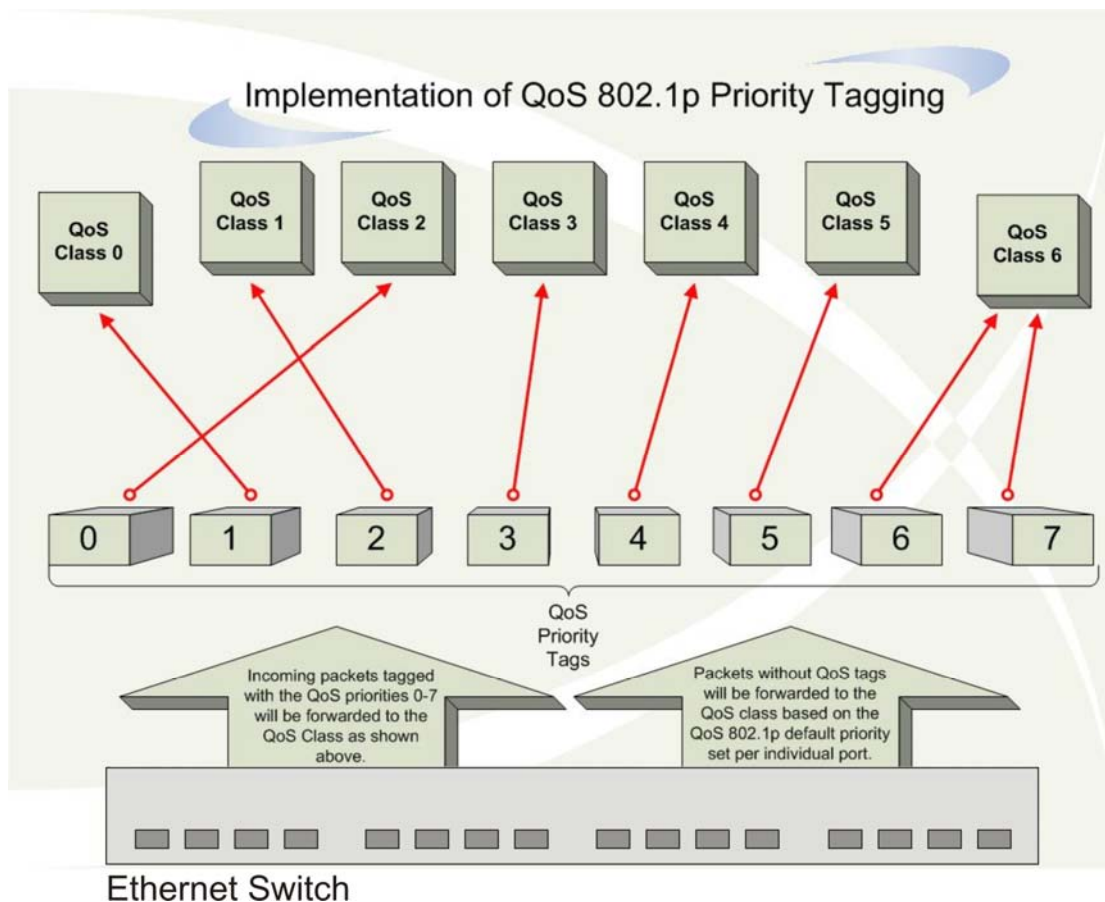 Implementation of QoS 802.1p Priority Tagging
QoS
Class 0
QoS
Class 1
QoS
Class 2
QoS
Class 3
QoS
Class 4
QoS
Class 5
QoS
Class 6
0
1
2
3
4
5
6
7
QoS
Priority
Tags
Incoming packets tagged
with the QoS priorities 0-7
will be forwarded to the
QoS Class as shown
above.
Packets without QoS tags
will be forwarded to the
QoS class based on the
QoS 802.1p default priority
set per individual port.
Ethernet Switch